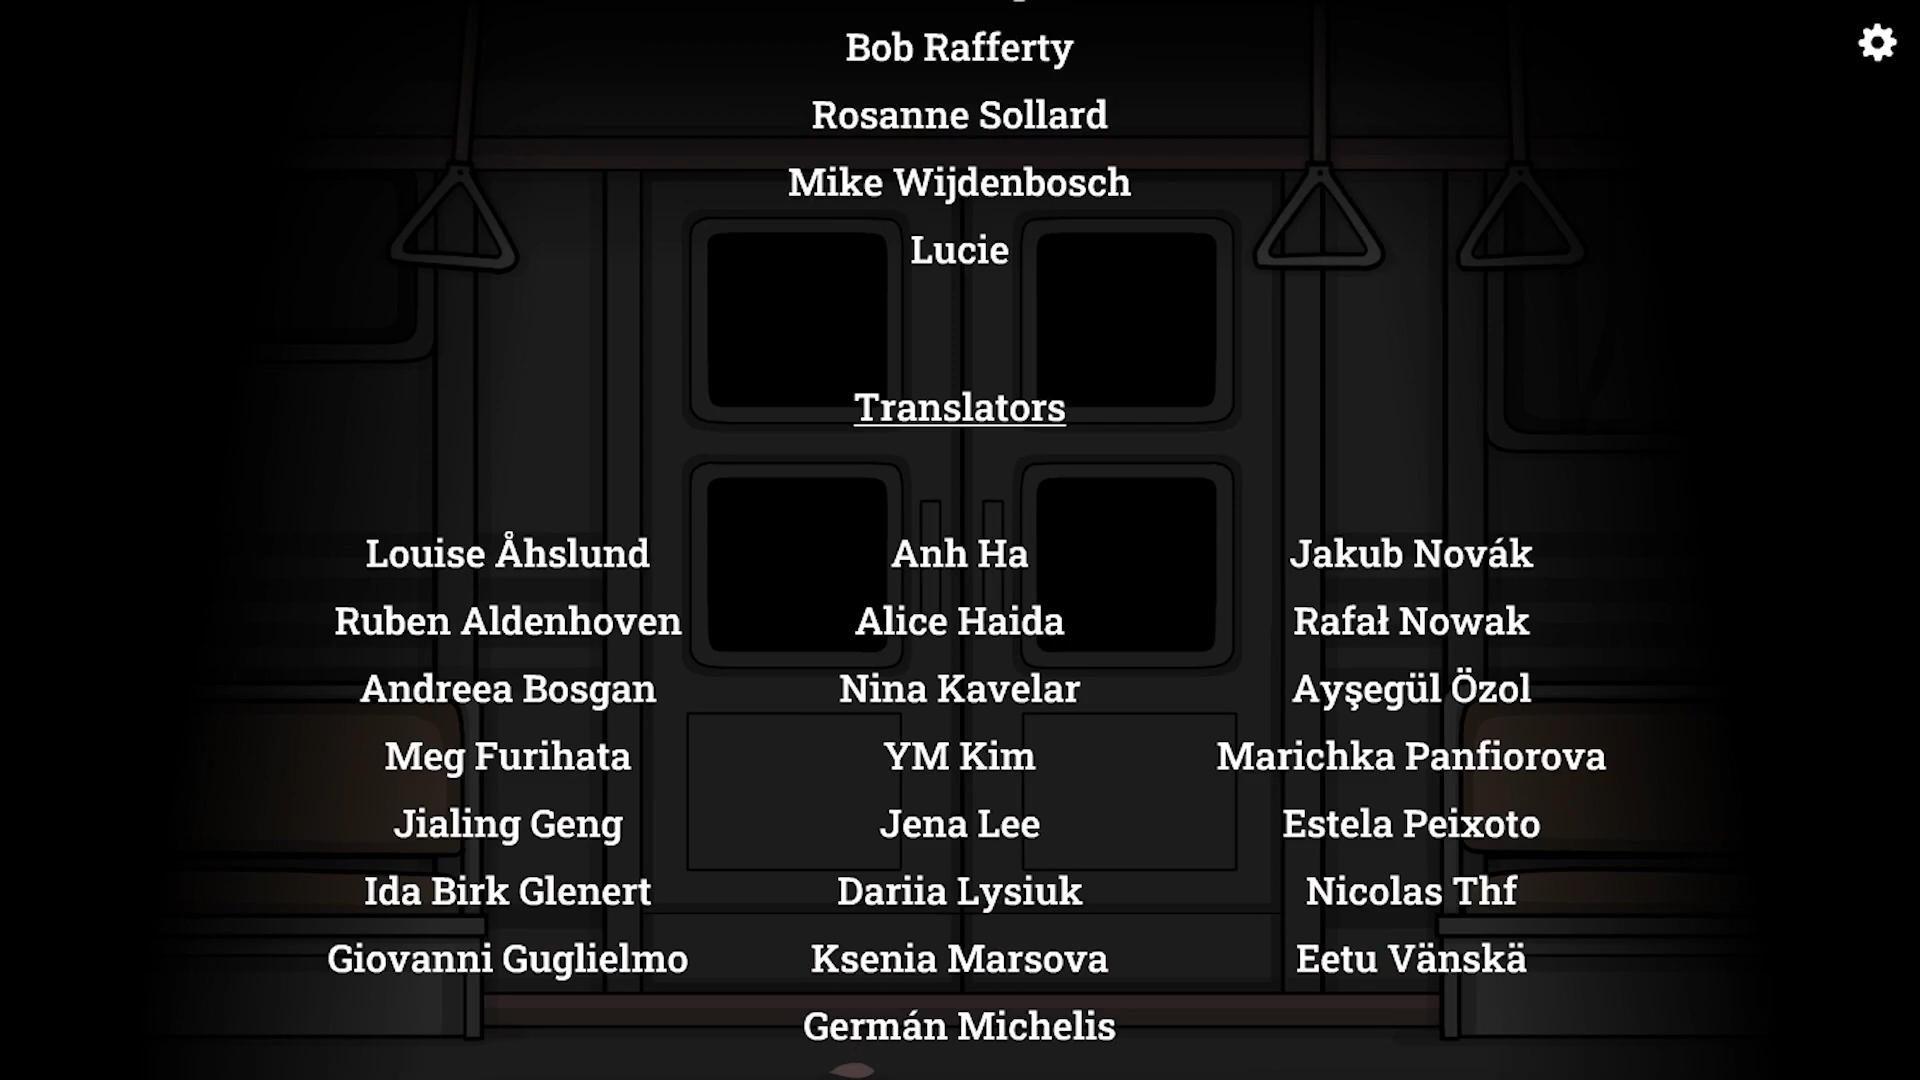 Bob Rafferty
Rosanne Sollard
Mike Wijdenbosch
Lucie
Translators
Louise Åhslund
Ruben Aldenhoven
Andreea Bosgan
Meg Furihata
Jialing Geng
Ida Birk Glenert
Giovanni Guglielmo
Anh Ha
Alice Haida
Nina Kavelar
YM Kim
Jena Lee
Dariia Lysiuk
Ksenia Marsova
Germán Michelis
Jakub Novák
Rafał Nowak
Ayşegül Özol
Marichka Panfiorova
Estela Peixoto
Nicolas Thf
Eetu Vänskä